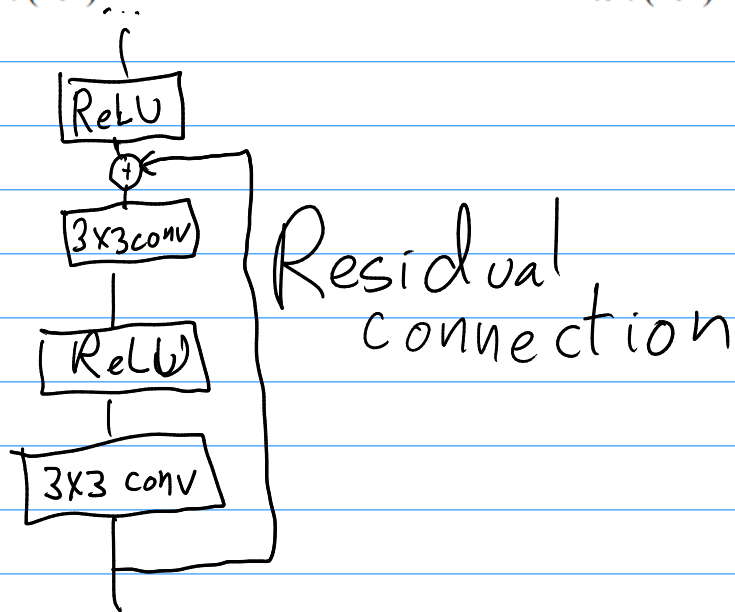 ...
ReLU
+
3x3conv
Residual
connection
ReLU
3x3 conv